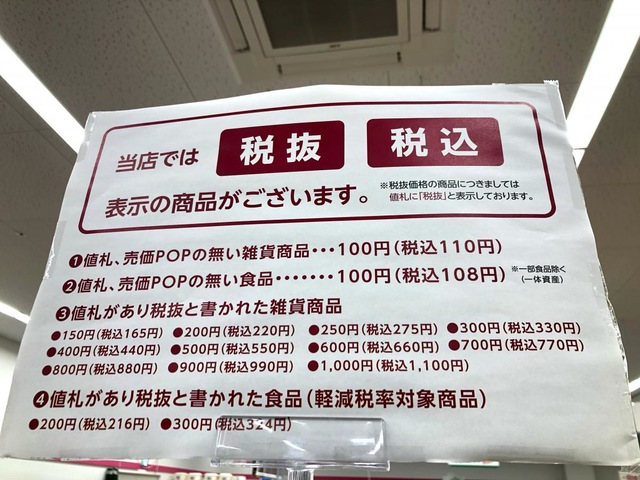 当店では 税抜 税込
表示の商品がございます。
※税抜価格の商品につきましては
値札に「税抜」と表示しております。
❶値札、売価POPの無い雑貨商品・・・100円(税込110円)
❷値札、売価POPの無い食品・・・・・・・100円(税込108円)
※一部食品除く
(一体資産)
❸値札があり税抜と書かれた雑貨商品
●150円(税込165円) ●200円(税込220円) ●250円(税込275円) ●300円(税込330円)
●400円(税込440円) ●500円(税込550円) ●600円(税込660円) ●700円(税込770円)
●800円(税込880円) ●900円(税込990円) ●1,000円(税込1,100円)
❹値札があり税抜と書かれた食品(軽減税率対象商品)
●200円(税込216円) ●300円(税込324円)